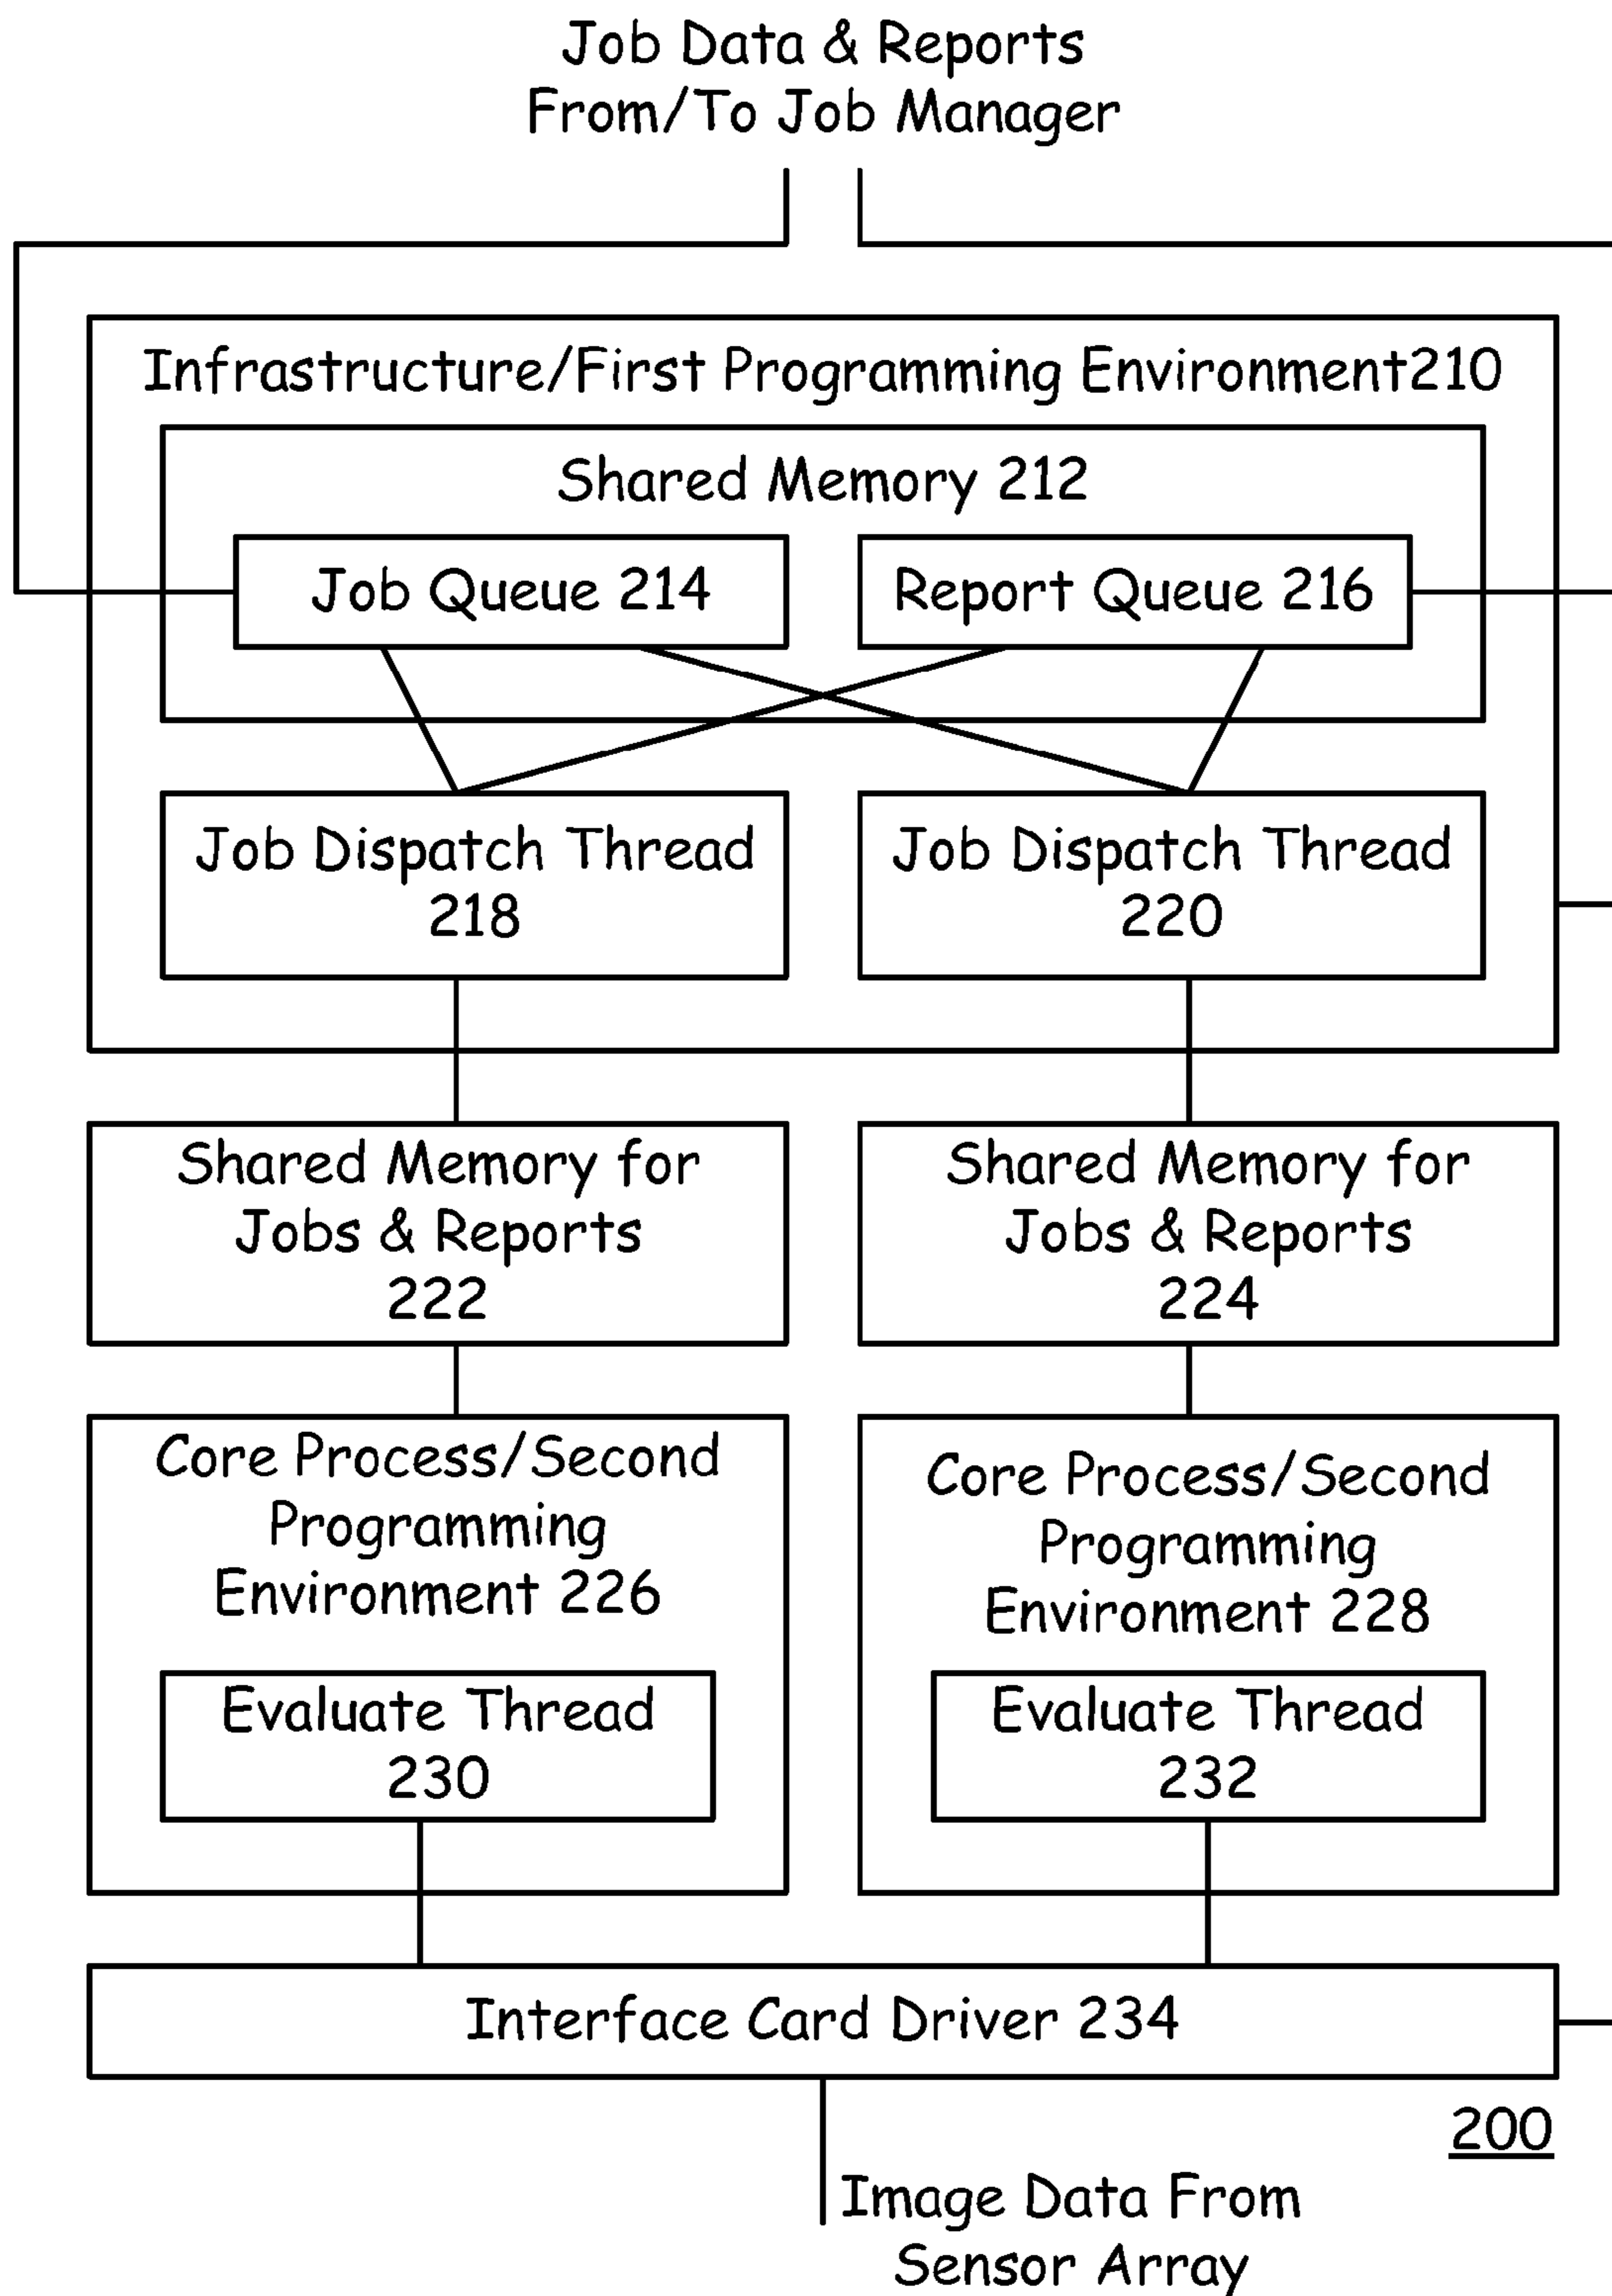 Job Data & Reports
From/To Job Manager
Infrastructure/First Programming Environment210
Shared Memory 212
Job Queue 214
Report Queue 216
Job Dispatch Thread
218
Job Dispatch Thread
220
Shared Memory for
Jobs & Reports
222
Shared Memory for
Jobs & Reports
224
Core Process/Second
Programming
Environment 226
Core Process/Second
Programming
Environment 228
Evaluate Thread
230
Evaluate Thread
232
Interface Card Driver 234
200
Image Data From
Sensor Array